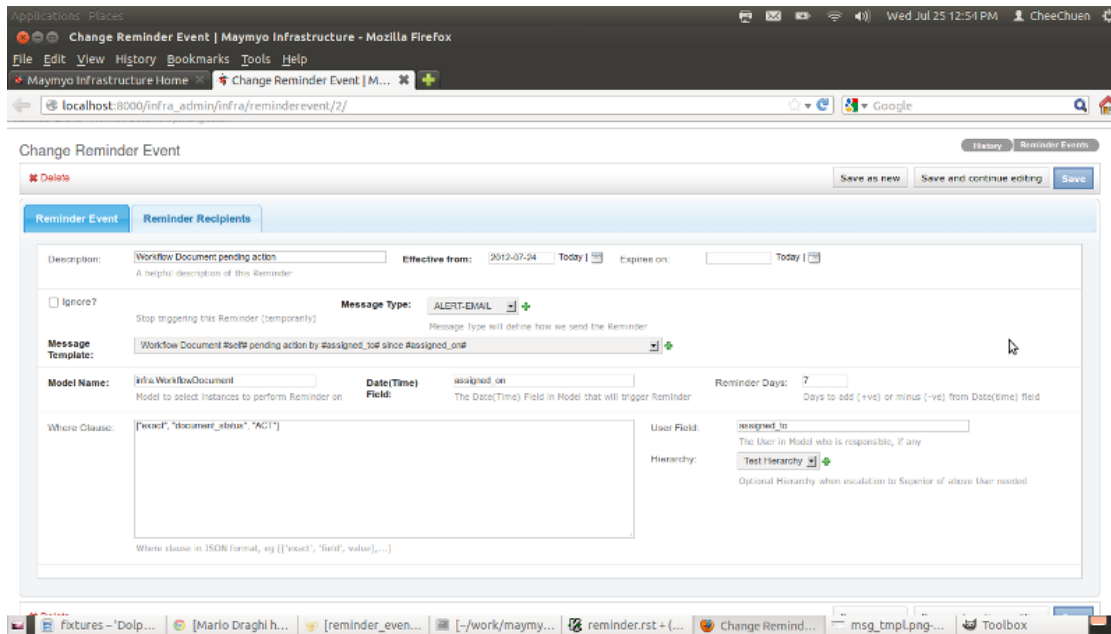 Applications Places
Wed Jul 25 12:54 PM CheeChuen
Change Reminder Event | Maymyo Infrastructure - Mozilla Firefox
File Edit View History Bookmarks Tools Help
Maymyo Infrastructure Home
Change Reminder Event | M...
localhost:8000/infra_admin/infra/reminderevent/2/
Google
Change Reminder Event
History Reminder Events
Delete
Save as new Save and continue editing Save
Reminder Event Reminder Recipients
Description: Workflow Document pending action Effective from: 2012-07-24 Today | Expires on: Today |
A helpful description of this Reminder
Ignore? Message Type: ALERT-EMAIL
Stop triggering this Reminder (temporarily)
Message Type will define how we send the Reminder
Message Template: Workflow Document #self# pending action by #assigned_to# since #assigned_on#
Model Name: infra.WorkflowDocument Date(Time) Field: assigned_on Reminder Days: 7
Model to select instances to perform Reminder on The Date(Time) Field in Model that will trigger Reminder Days to add (+ve) or minus (-ve) from Date(time) field
Where Clause: ["exact", "document_status", "ACT"] User Field: assigned_to
The User in Model who is responsible, if any
Hierarchy: Test Hierarchy
Optional Hierarchy when escalation to Superior of above User needed
Where clause in JSON format, eg [['exact', 'field', value],...]
fixtures – 'Dolp... [Mario Draghi h... [reminder_even... [~/work/maymy... reminder.rst + (... Change Remind... msg_tmpl.png-... Toolbox